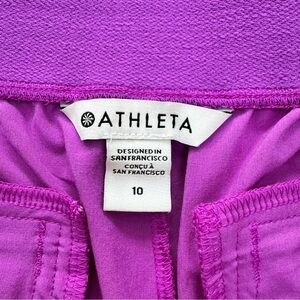 ATHLETA
DESIGNED IN
SAN FRANCISCO
CONÇU À
SAN FRANCISCO
10